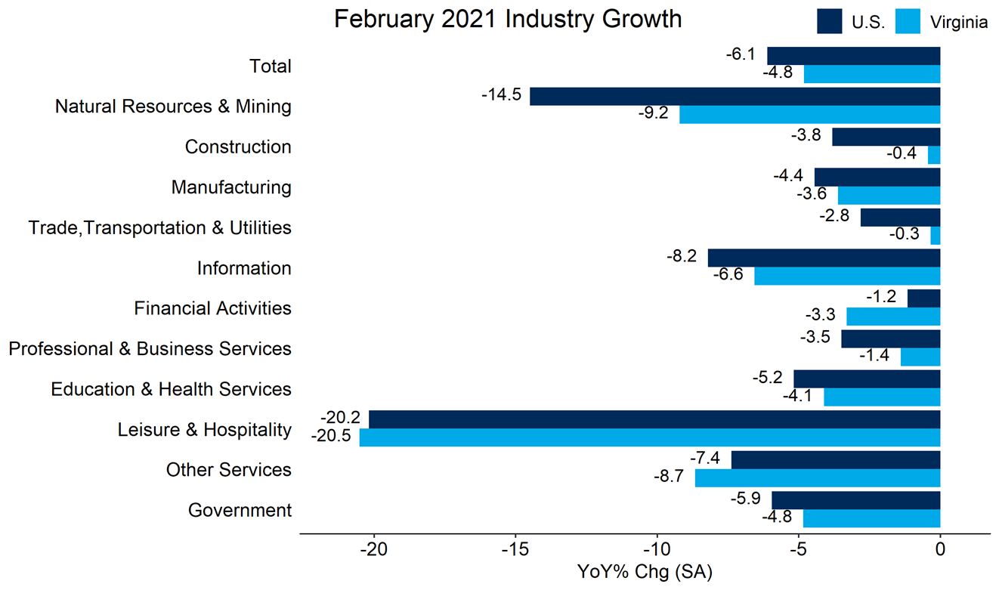 February 2021 Industry Growth
U.S. Virginia
Total
-6.1
-4.8
Natural Resources & Mining
-14.5
-9.2
Construction
-3.8
-0.4
Manufacturing
-4.4
-3.6
Trade,Transportation & Utilities
-2.8
-0.3
Information
-8.2
-6.6
Financial Activities
-1.2
-3.3
Professional & Business Services
-3.5
-1.4
Education & Health Services
-5.2
-4.1
Leisure & Hospitality
-20.2
-20.5
Other Services
-7.4
-8.7
Government
-5.9
-4.8
-20 -15 -10 -5 0
YoY% Chg (SA)